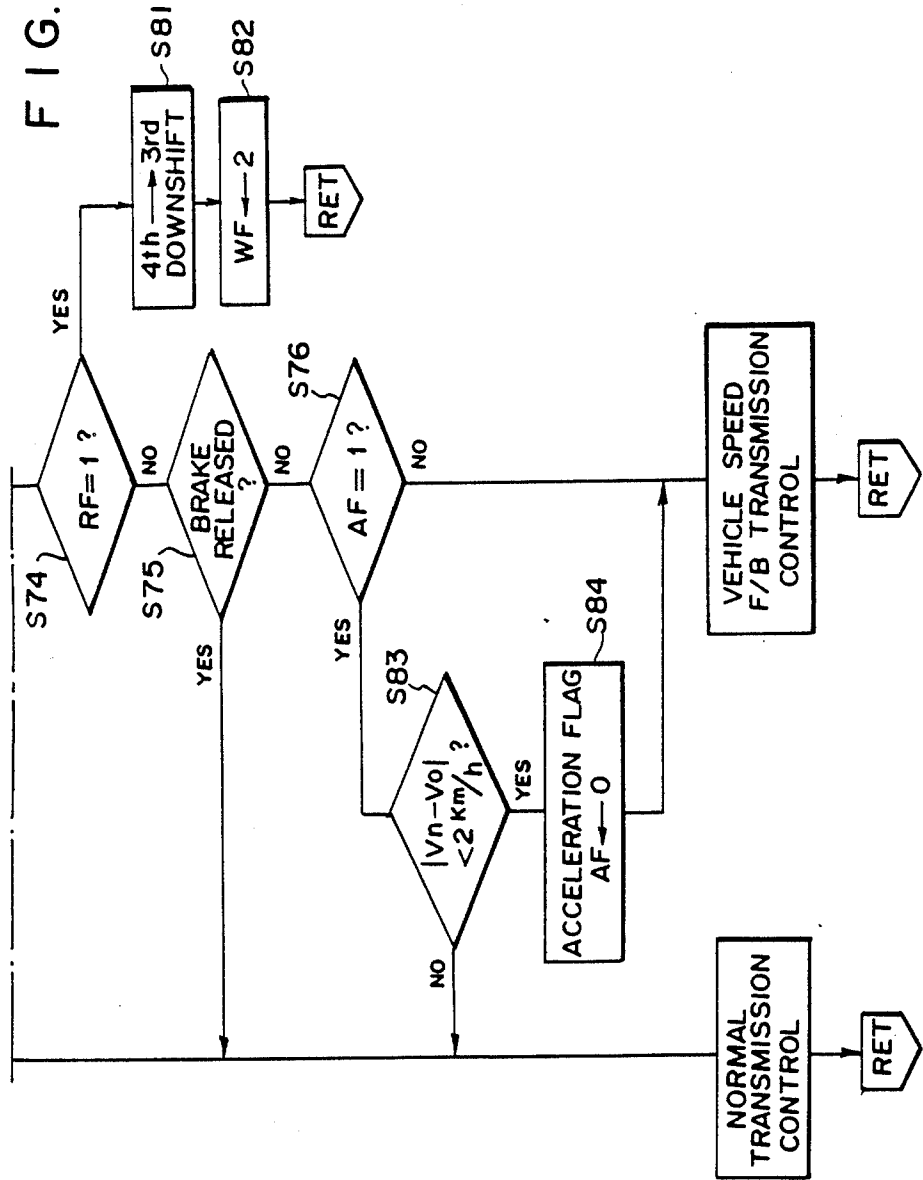 FIG.
S74
RF=1?
YES
NO
4th → 3rd
DOWNSHIFT
S81
WF ← 2
S82
RET
S75
BRAKE
RELEASED
?
YES
NO
S76
AF=1?
YES
NO
S83
|Vn-Vo|
<2 Km/h?
NO
YES
ACCELERATION FLAG
AF ← 0
S84
NORMAL
TRANSMISSION
CONTROL
RET
VEHICLE SPEED
F/B TRANSMISSION
CONTROL
RET